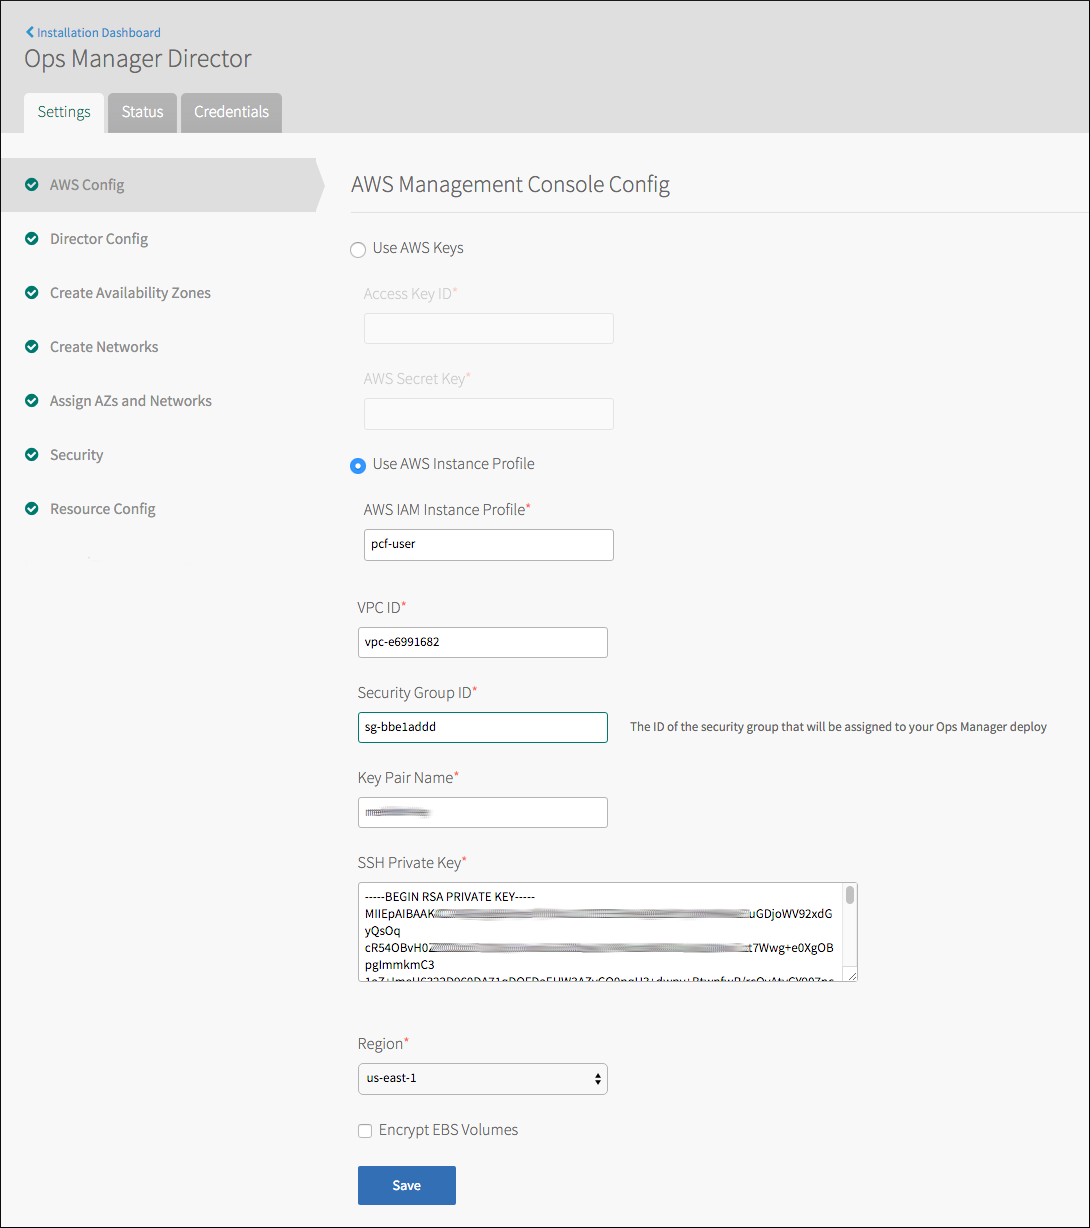 Installation Dashboard
Ops Manager Director
Settings
Status
Credentials
AWS Config
Director Config
Create Availability Zones
Create Networks
Assign AZs and Networks
Security
Resource Config
AWS Management Console Config
Use AWS Keys
Access Key ID*
AWS Secret Key*
Use AWS Instance Profile
AWS IAM Instance Profile*
pcf-user
VPC ID*
vpc-e6991682
Security Group ID*
sg-bbe1addd
The ID of the security group that will be assigned to your Ops Manager deploy
Key Pair Name*
SSH Private Key*
-----BEGIN RSA PRIVATE KEY-----
MIIEpAIBAAK uGDjoWV92xdG
yQsOq
cR54OBvH0 t7Wwg+e0XgOB
pgImmkmC3
Region*
us-east-1
Encrypt EBS Volumes
Save